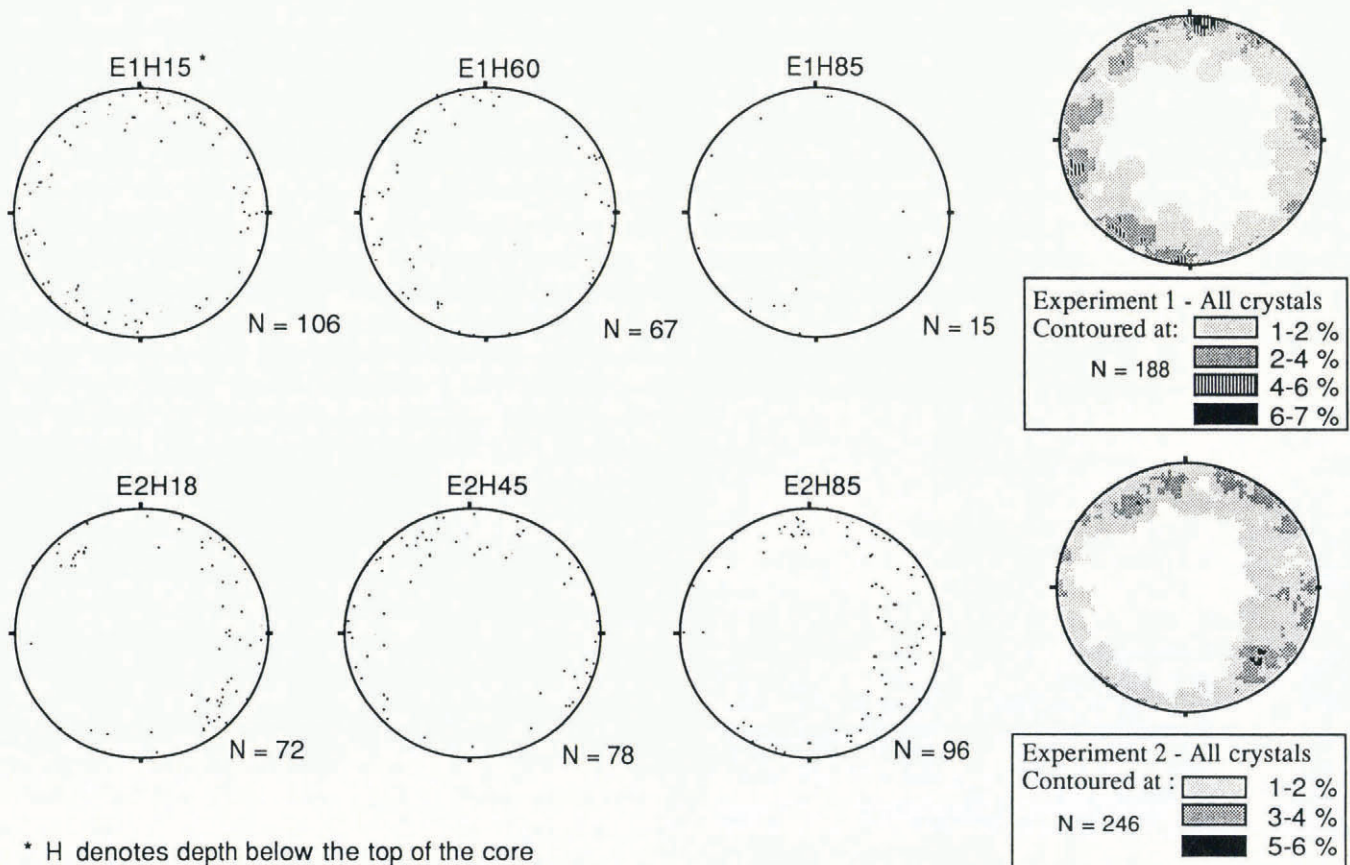 E1H15 *
E1H60
E1H85
N = 106
N = 67
N = 15
Experiment 1 - All crystals
Contoured at:
1-2 %
2-4 %
N = 188
4-6 %
6-7 %
E2H18
E2H45
E2H85
N = 72
N = 78
N = 96
Experiment 2 - All crystals
Contoured at :
1-2 %
3-4 %
N = 246
5-6 %
* H denotes depth below the top of the core